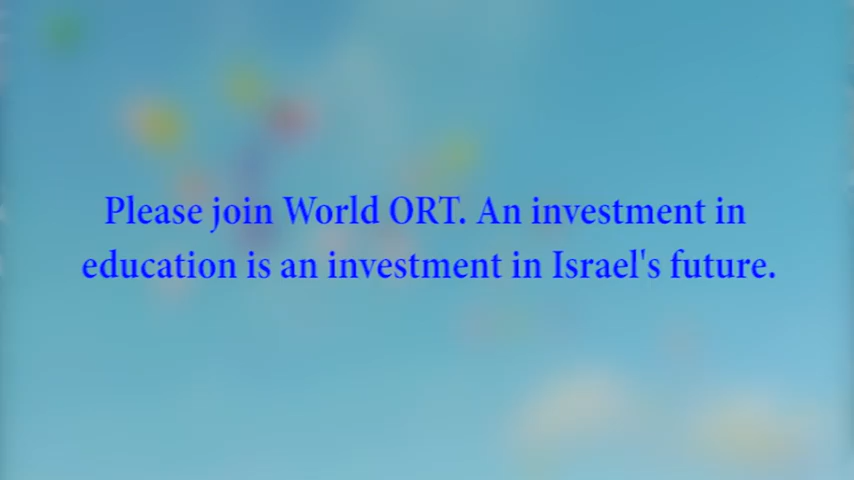 Please join World ORT. An investment in
education is an investment in Israel's future.